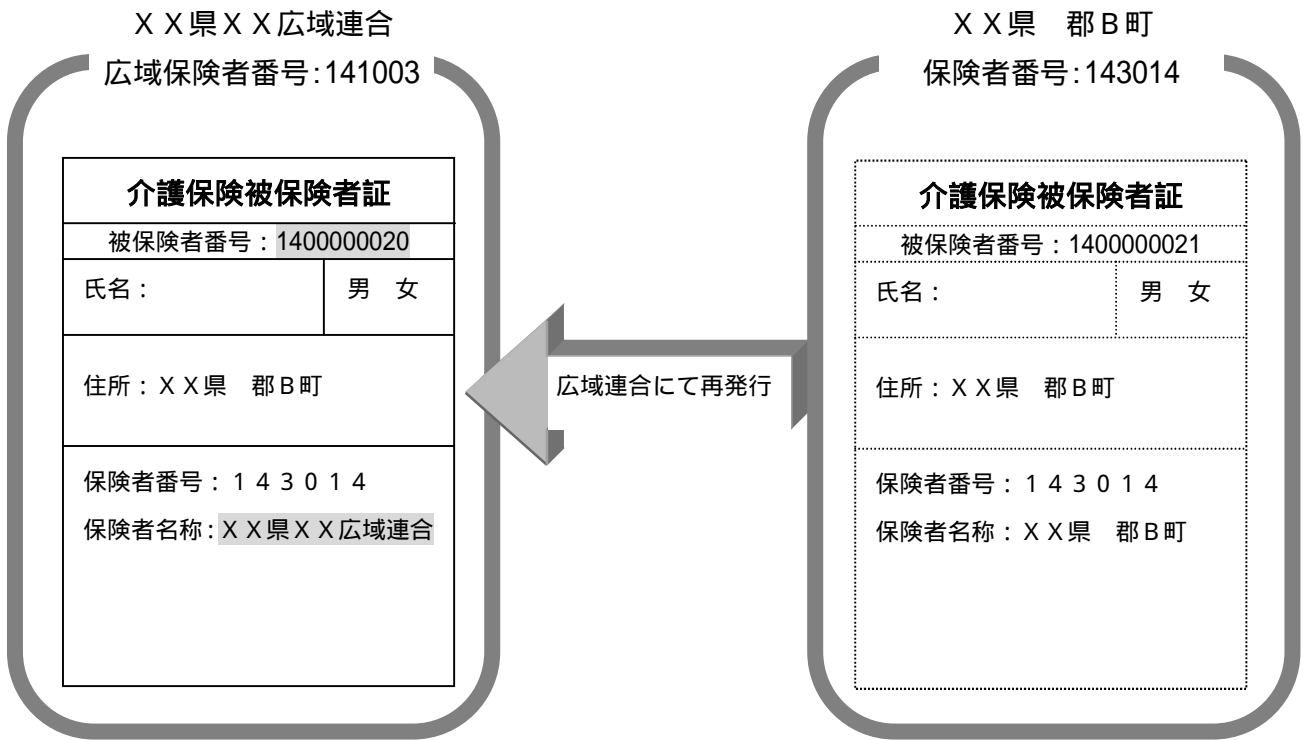 ＸＸ県ＸＸ広域連合
広域保険者番号：141003
介護保険被保険者証
被保険者番号：1400000020
氏名：
男　女
住所：ＸＸ県　郡Ｂ町
保険者番号：１４３０１４
保険者名称：ＸＸ県ＸＸ広域連合
広域連合にて再発行
ＸＸ県　郡Ｂ町
保険者番号：143014
介護保険被保険者証
被保険者番号：1400000021
氏名：
男　女
住所：ＸＸ県　郡Ｂ町
保険者番号：１４３０１４
保険者名称：ＸＸ県　郡Ｂ町